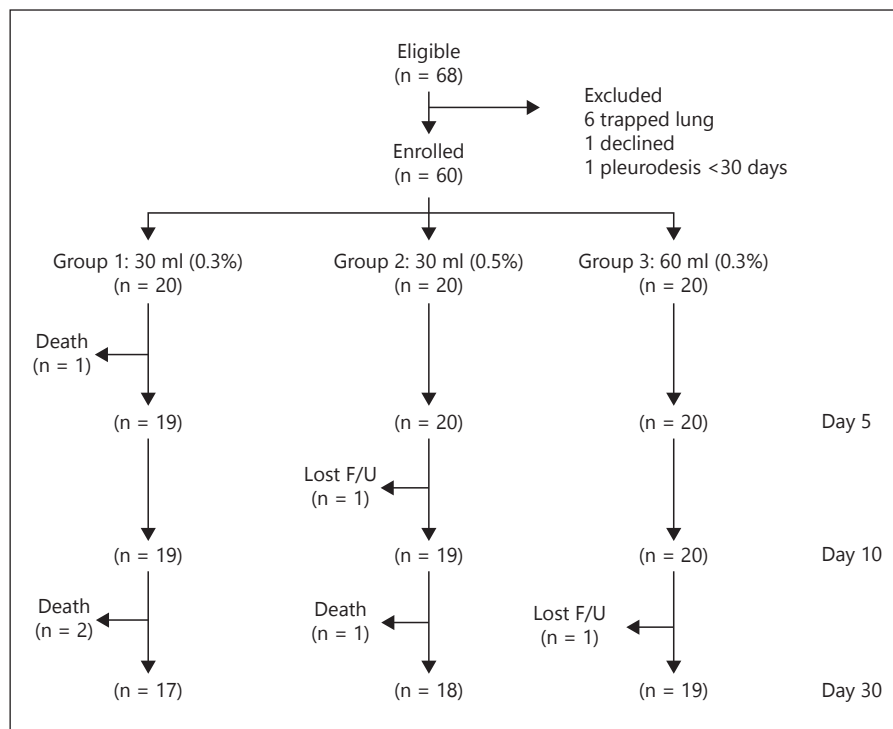 Eligible
(n = 68)
Excluded
6 trapped lung
1 declined
1 pleurodesis <30 days
Enrolled
(n = 60)
Group 1: 30 ml (0.3%)
(n = 20)
Group 2: 30 ml (0.5%)
(n = 20)
Group 3: 60 ml (0.3%)
(n = 20)
Death
(n = 1)
(n = 19)
(n = 20)
(n = 20)
Day 5
Lost F/U
(n = 1)
(n = 19)
(n = 19)
(n = 20)
Day 10
Death
(n = 2)
Death
(n = 1)
Lost F/U
(n = 1)
(n = 17)
(n = 18)
(n = 19)
Day 30